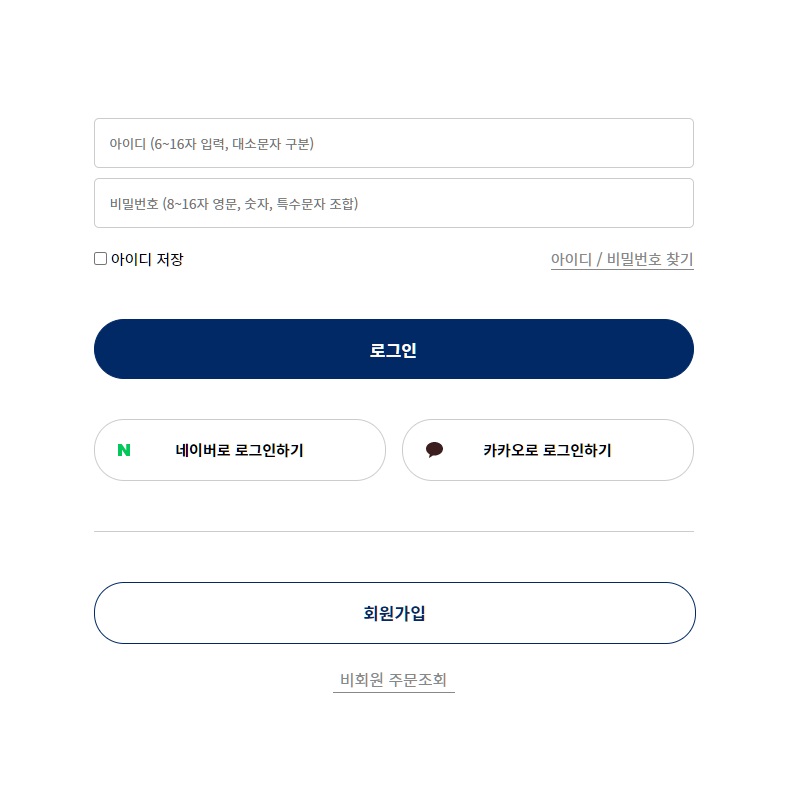 아이디 (6~16자 입력, 대소문자 구분)
비밀번호 (8~16자 영문, 숫자, 특수문자 조합)
아이디 저장
아이디 / 비밀번호 찾기
로그인
N 네이버로 로그인하기
카카오로 로그인하기
회원가입
비회원 주문조회